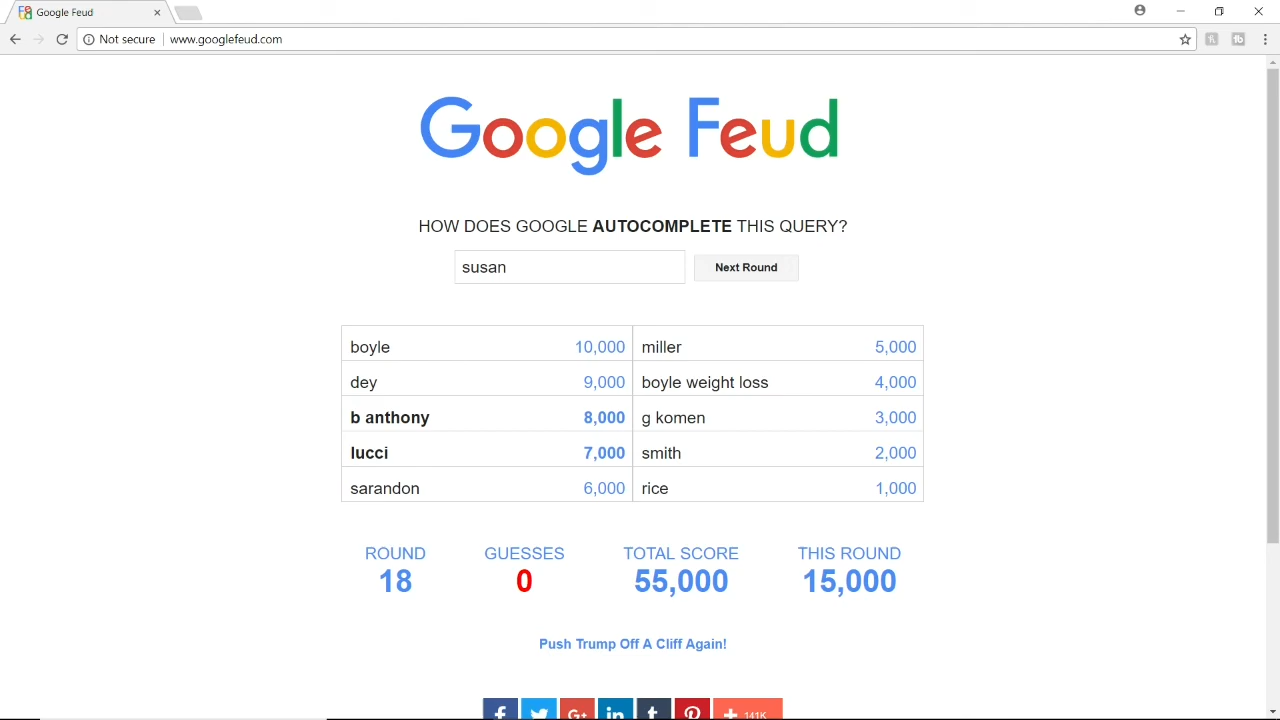 Google Feud
Not secure www.googlefeud.com
Google Feud
HOW DOES GOOGLE AUTOCOMPLETE THIS QUERY?
susan Next Round
boyle 10,000 miller 5,000
dey 9,000 boyle weight loss 4,000
b anthony 8,000 g komen 3,000
lucci 7,000 smith 2,000
sarandon 6,000 rice 1,000
ROUND GUESSES TOTAL SCORE THIS ROUND
18 0 55,000 15,000
Push Trump Off A Cliff Again!
141K